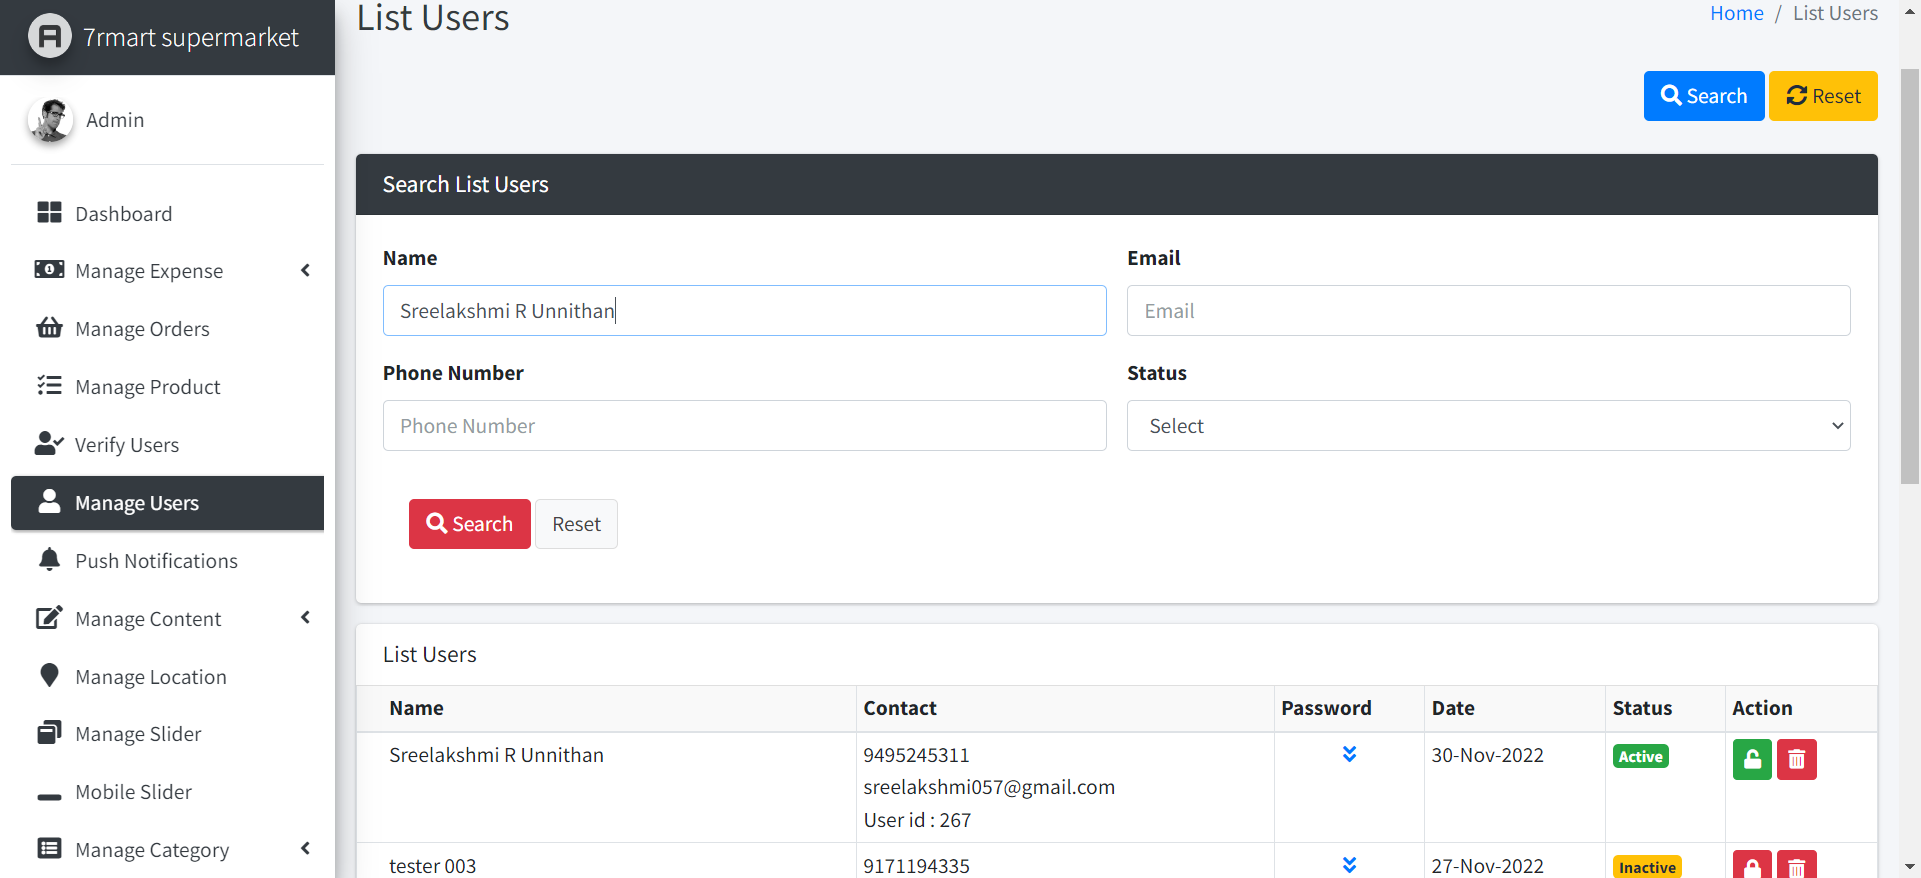 7rmart supermarket
Admin
Dashboard
Manage Expense
Manage Orders
Manage Product
Verify Users
Manage Users
Push Notifications
Manage Content
Manage Location
Manage Slider
Mobile Slider
Manage Category
List Users
Home / List Users
Search Reset
Search List Users
Name Email
Sreelakshmi R Unnithan Email
Phone Number Status
Phone Number Select
Search Reset
List Users
Name Contact Password Date Status Action
Sreelakshmi R Unnithan 9495245311 30-Nov-2022 Active
sreelakshmi057@gmail.com
User id : 267
tester 003 9171194335 27-Nov-2022 Inactive